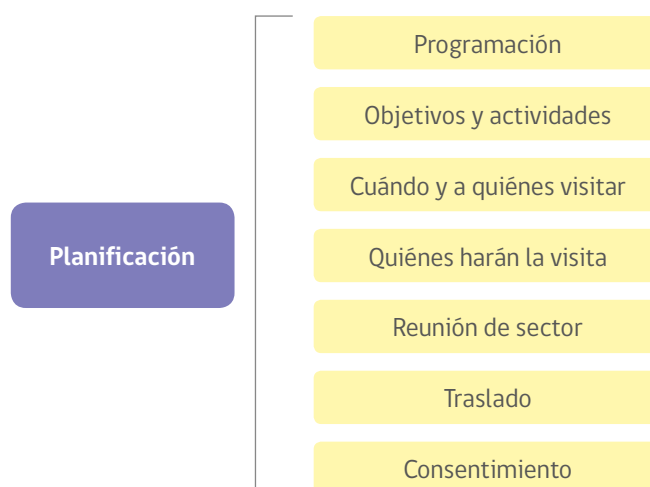 Programación
Objetivos y actividades
Cuándo y a quiénes visitar
Planificación
Quiénes harán la visita
Reunión de sector
Traslado
Consentimiento